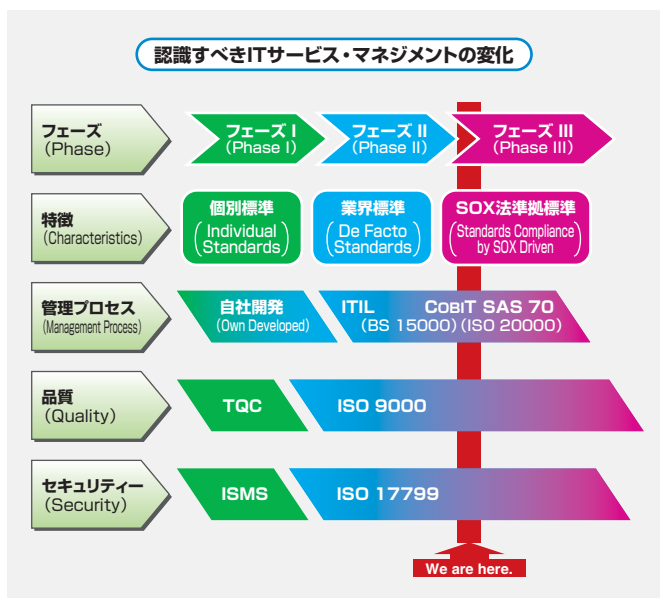 認識すべきITサービス・マネジメントの変化
フェーズ
(Phase)
フェーズ I
(Phase I)
フェーズ II
(Phase II)
フェーズ III
(Phase III)
特徴
(Characteristics)
個別標準
(Individual
Standards)
業界標準
(De Facto
Standards)
SOX法準拠標準
(Standards Compliance
by SOX Driven)
管理プロセス
(Management Process)
自社開発
(Own Developed)
ITIL COBIT SAS 70
(BS 15000)(ISO 20000)
品質
(Quality)
TQC
ISO 9000
セキュリティー
(Security)
ISMS
ISO 17799
We are here.